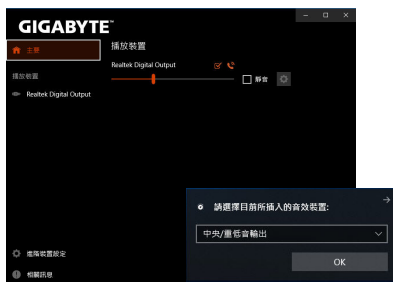 GIGABYTE™
主要
播放裝置
Realtek Digital Output
靜音
播放裝置
Realtek Digital Output
請選擇目前所插入的音效裝置:
中央/重低音輸出
OK
進階裝置設定
相關訊息